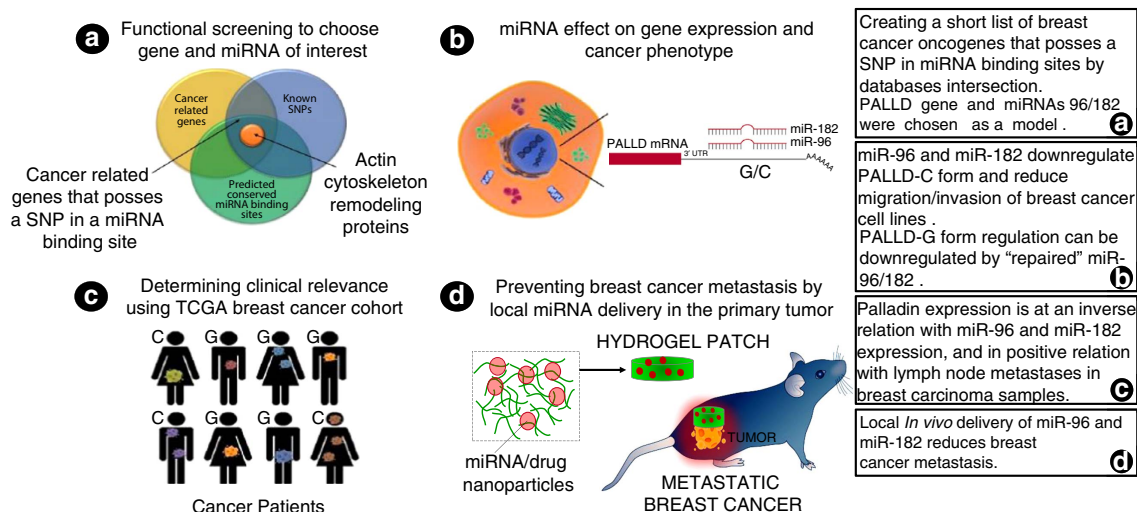 a
Functional screening to choose
gene and miRNA of interest
Cancer
related
genes
Known
SNPs
Predicted
conserved
miRNA binding
sites
Cancer related
genes that posses
a SNP in a miRNA
binding site
Actin
cytoskeleton
remodeling
proteins
b
miRNA effect on gene expression and
cancer phenotype
PALLD mRNA
3' UTR
miR-182
miR-96
G/C
AAAAAA
c
Determining clinical relevance
using TCGA breast cancer cohort
C G G G
C G G C
Cancer Patients
d
Preventing breast cancer metastasis by
local miRNA delivery in the primary tumor
HYDROGEL PATCH
miRNA/drug
nanoparticles
TUMOR
METASTATIC
BREAST CANCER
Creating a short list of breast
cancer oncogenes that posses a
SNP in miRNA binding sites by
databases intersection.
PALLD gene and miRNAs 96/182
were chosen as a model .
a
miR-96 and miR-182 downregulate
PALLD-C form and reduce
migration/invasion of breast cancer
cell lines .
PALLD-G form regulation can be
downregulated by “repaired” miR-
96/182 .
b
Palladin expression is at an inverse
relation with miR-96 and miR-182
expression, and in positive relation
with lymph node metastases in
breast carcinoma samples.
c
Local In vivo delivery of miR-96 and
miR-182 reduces breast
cancer metastasis.
d